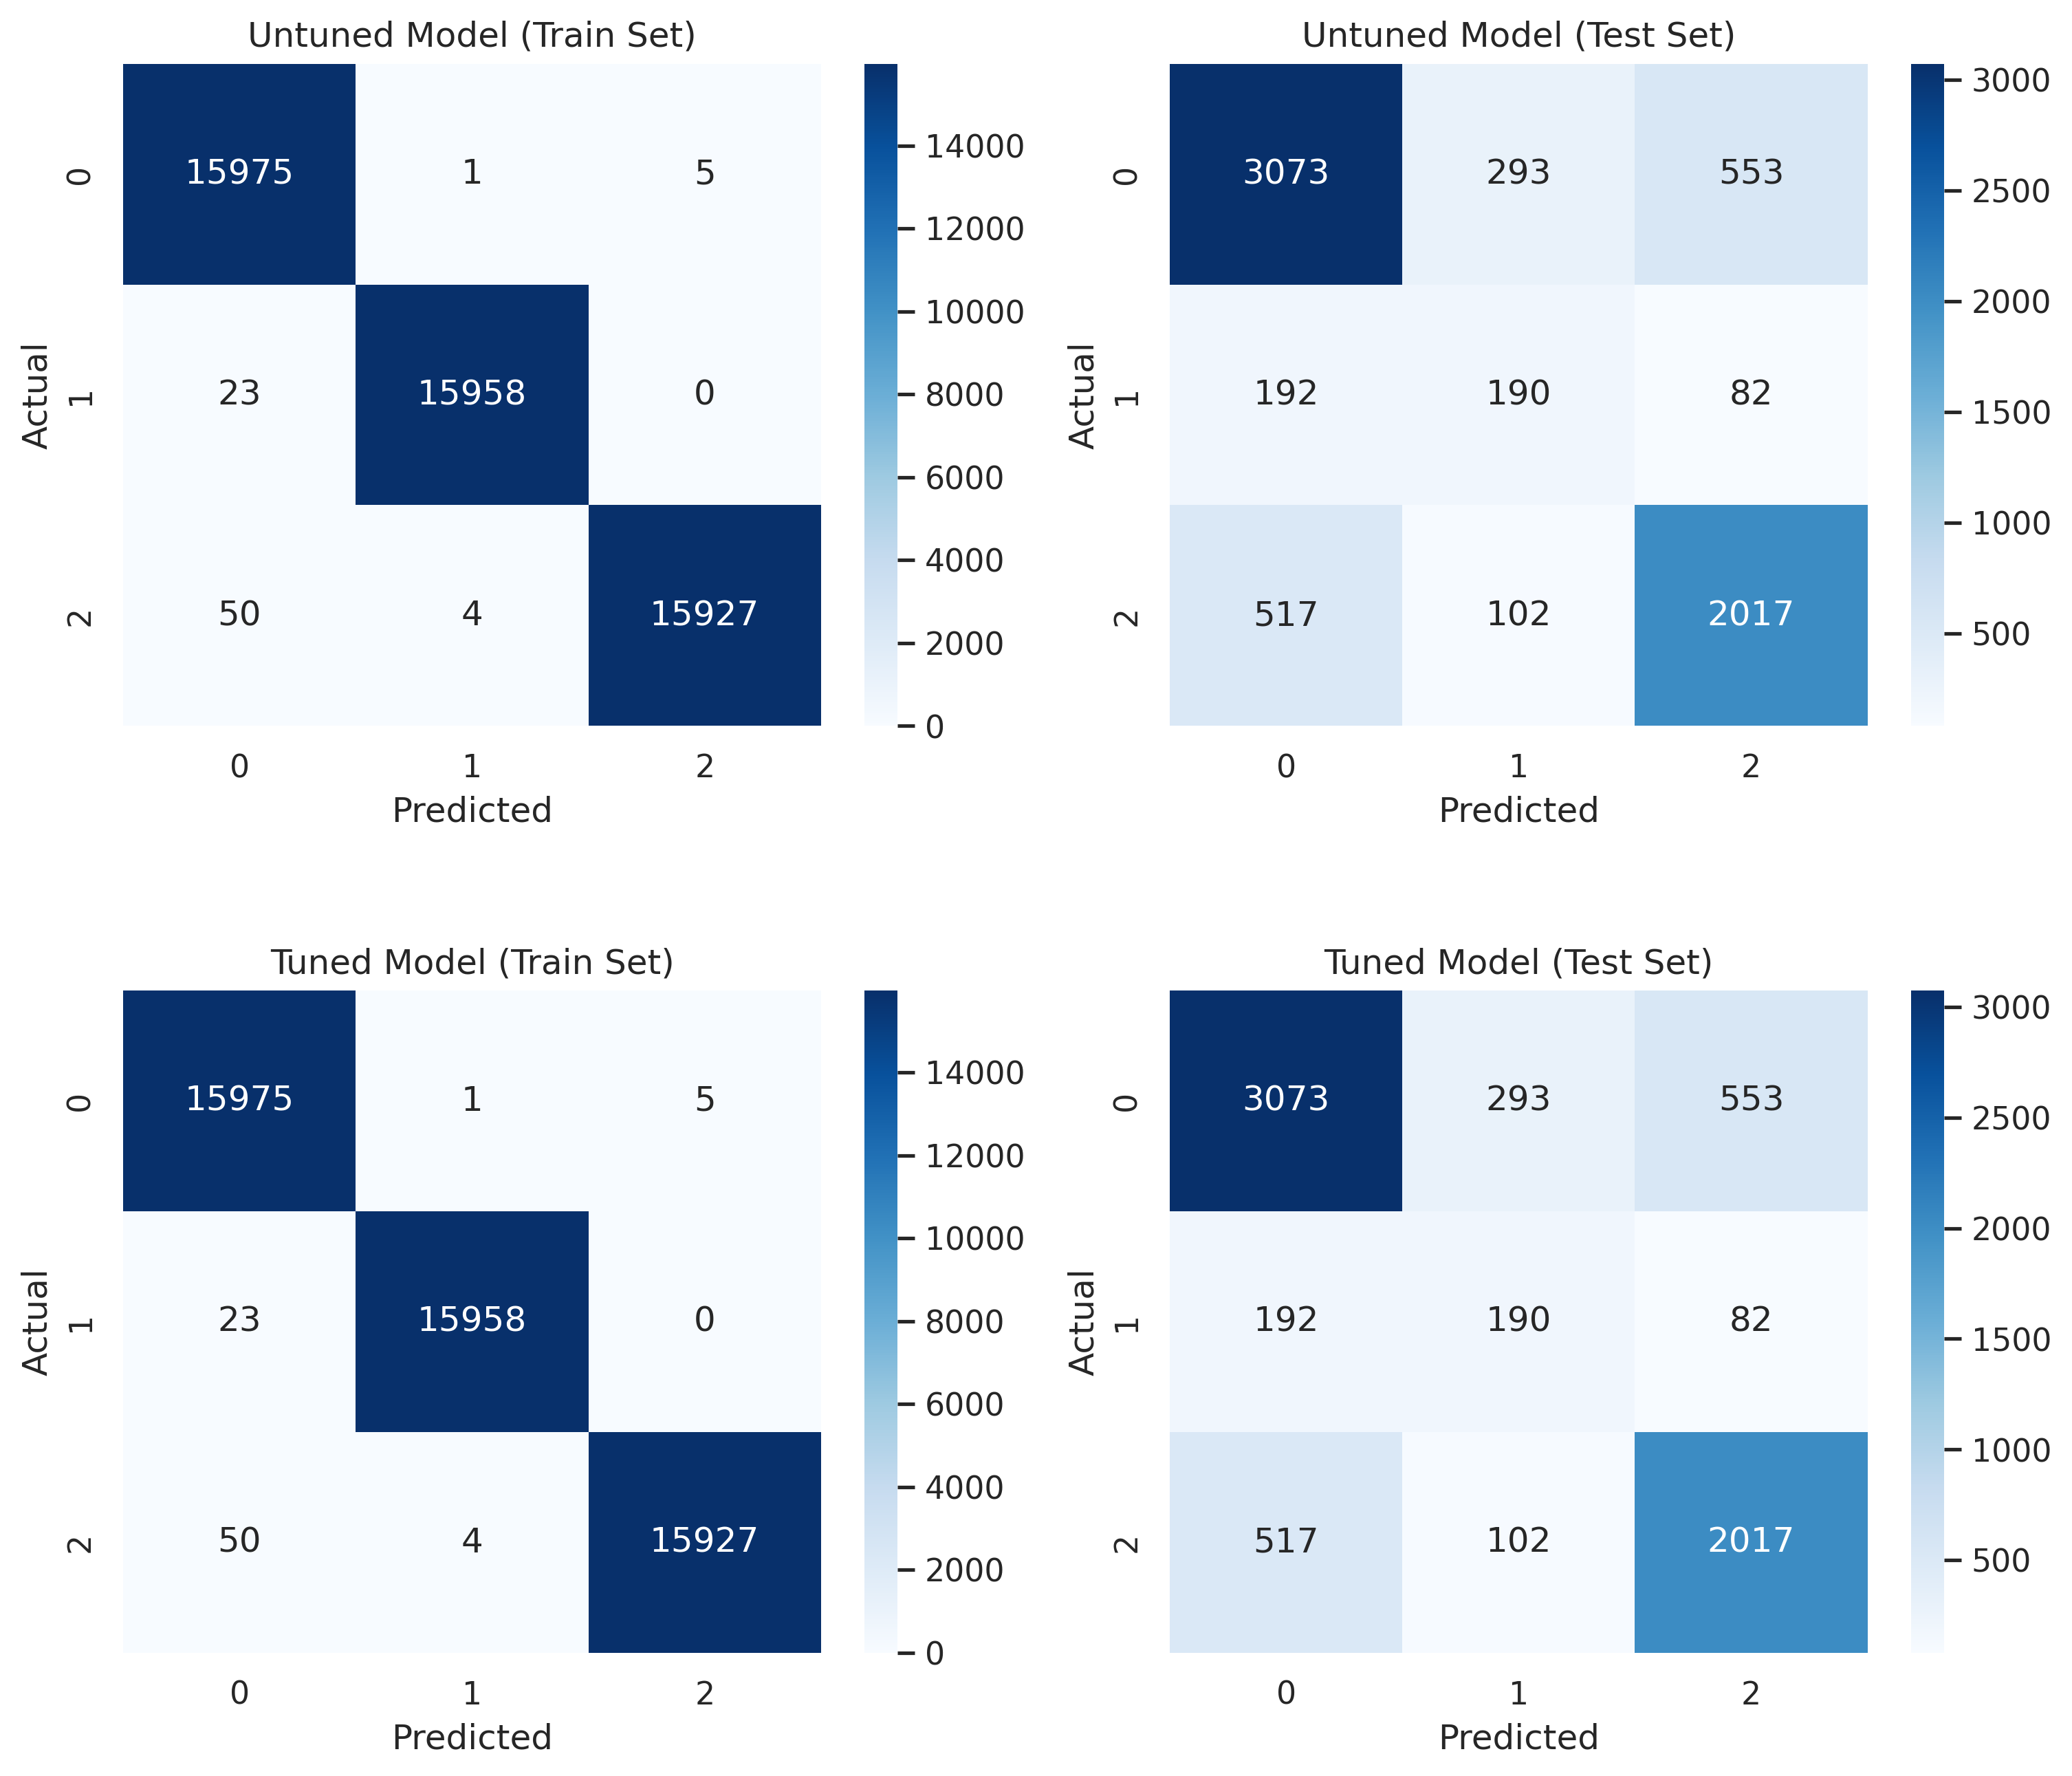 Untuned Model (Train Set)
15975 1 5
23 15958 0
50 4 15927
0 1 2
Actual
0 1 2
Predicted
14000
12000
10000
8000
6000
4000
2000
0
Untuned Model (Test Set)
3073 293 553
192 190 82
517 102 2017
0 1 2
Actual
0 1 2
Predicted
3000
2500
2000
1500
1000
500
Tuned Model (Train Set)
15975 1 5
23 15958 0
50 4 15927
0 1 2
Actual
0 1 2
Predicted
14000
12000
10000
8000
6000
4000
2000
0
Tuned Model (Test Set)
3073 293 553
192 190 82
517 102 2017
0 1 2
Actual
0 1 2
Predicted
3000
2500
2000
1500
1000
500